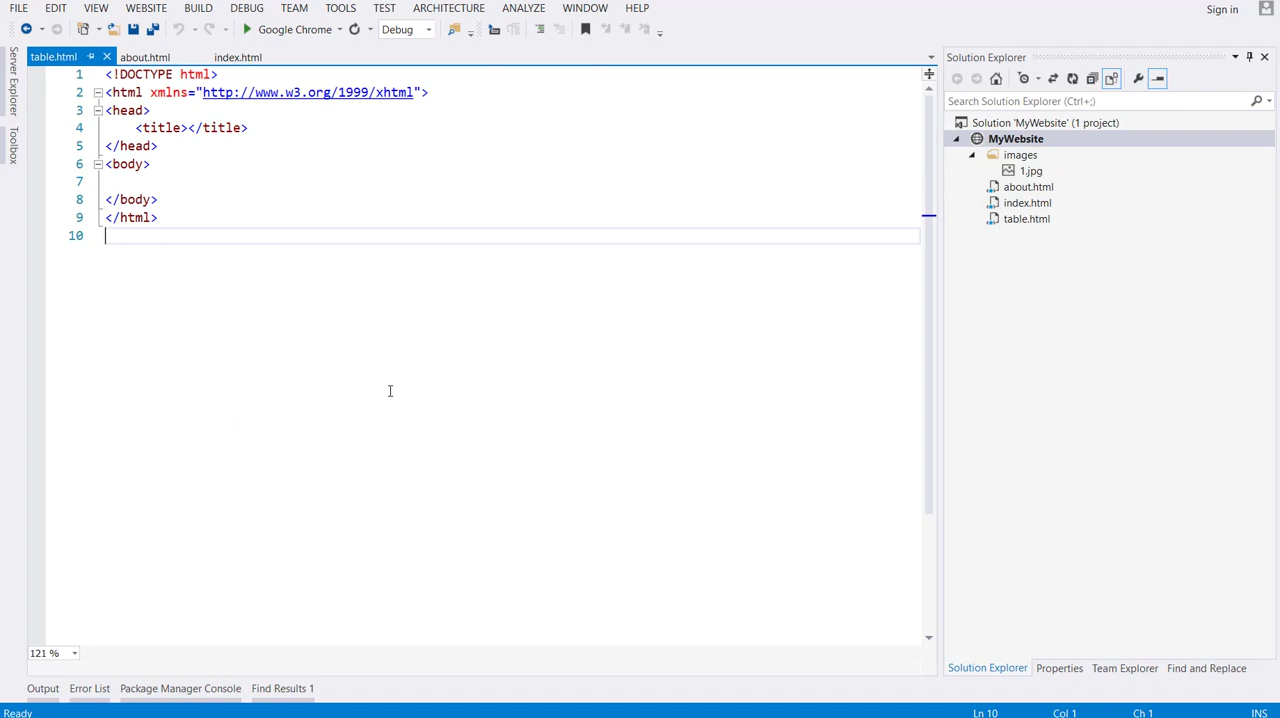 FILE EDIT VIEW WEBSITE BUILD DEBUG TEAM TOOLS TEST ARCHITECTURE ANALYZE WINDOW HELP Sign in
Google Chrome Debug
Server Explorer
Toolbox
table.html about.html index.html
1 <!DOCTYPE html>
2 <html xmlns="http://www.w3.org/1999/xhtml">
3 <head>
4 <title></title>
5 </head>
6 <body>
7
8 </body>
9 </html>
10
121 %
Solution Explorer
Search Solution Explorer (Ctrl+;)
Solution 'MyWebsite' (1 project)
MyWebsite
images
1.jpg
about.html
index.html
table.html
Solution Explorer Properties Team Explorer Find and Replace
Output Error List Package Manager Console Find Results 1
Ready Ln 10 Col 1 Ch 1 INS